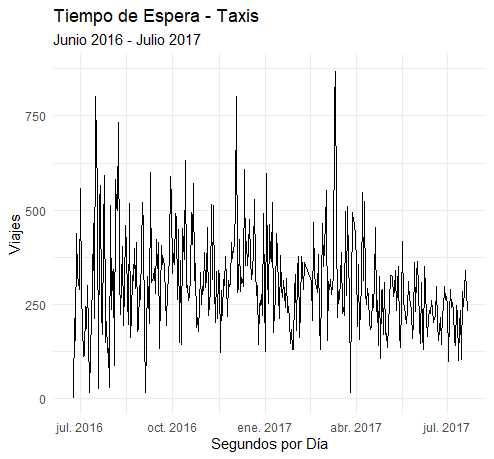 Tiempo de Espera - Taxis
Junio 2016 - Julio 2017
Viajes
750
500
250
0
jul. 2016
oct. 2016
ene. 2017
abr. 2017
jul. 2017
Segundos por Día